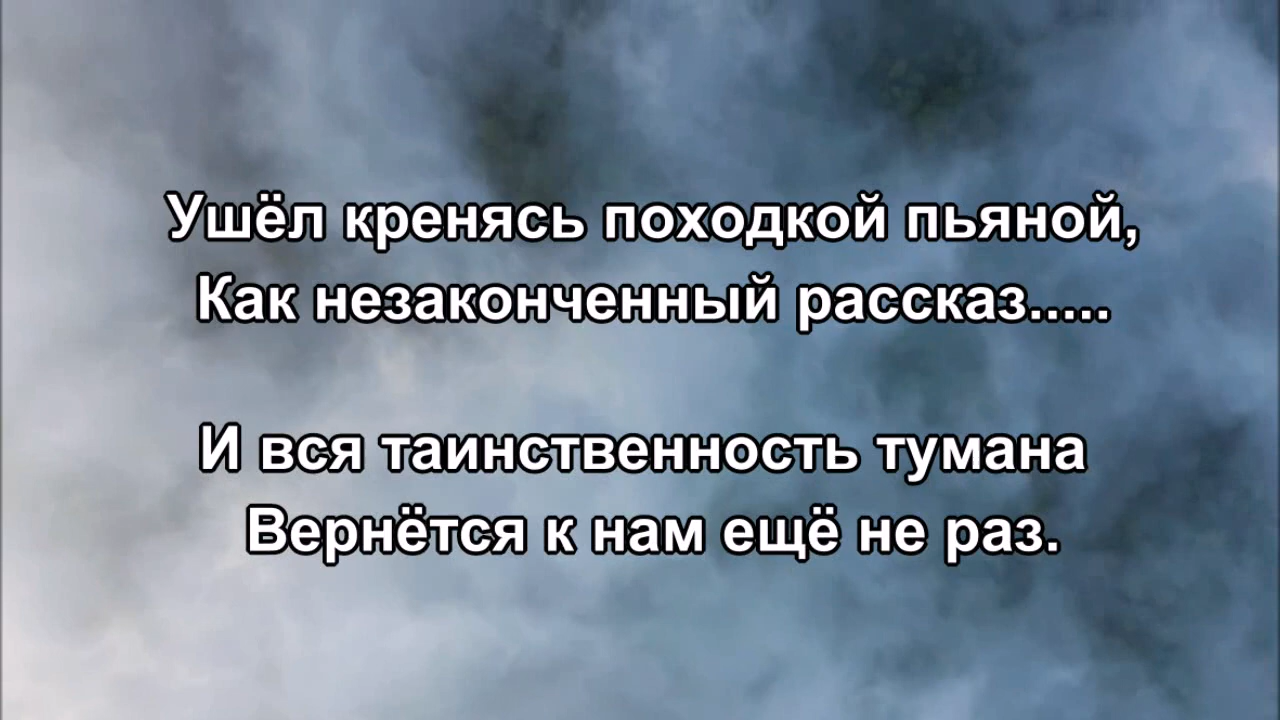 Ушёл кренясь походкой пьяной,
Как незаконченный рассказ.....
И вся таинственность тумана
Вернётся к нам ещё не раз.